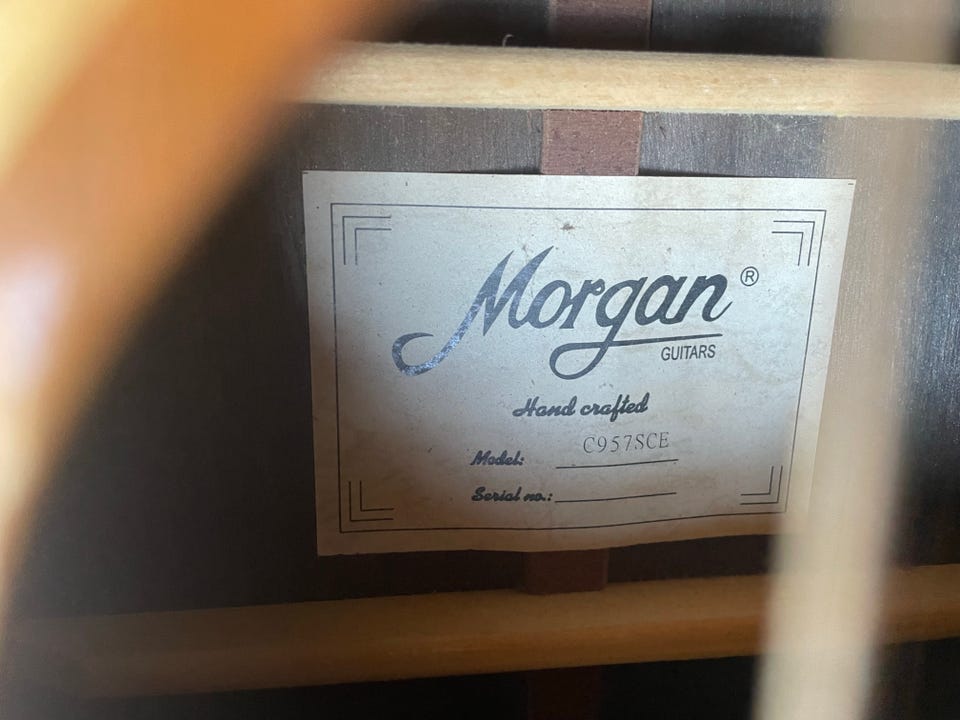 Morgan ®
GUITARS
Hand crafted
Model: C957SCE
Serial no.: